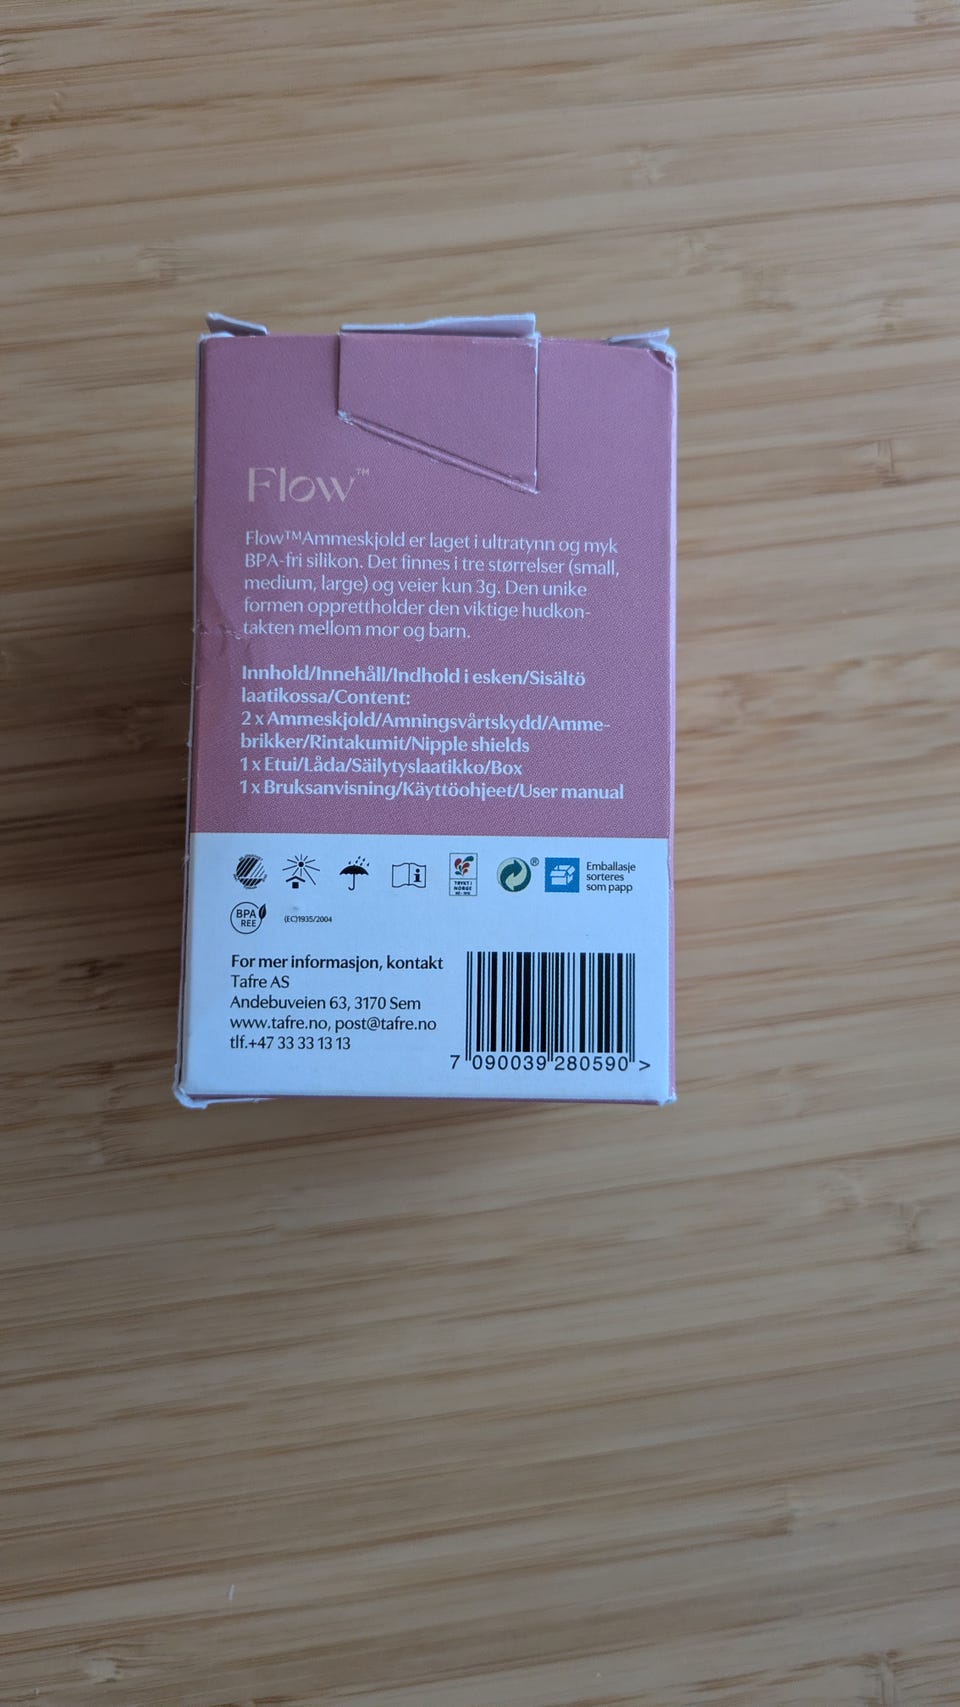 Flow™
Flow™Ammeskjold er laget i ultratynn og myk
BPA-fri silikon. Det finnes i tre størrelser (small,
medium, large) og veier kun 3g. Den unike
formen opprettholder den viktige hudkon-
takten mellom mor og barn.
Innhold/Innehåll/Indhold i esken/Sisältö
laatikossa/Content:
2 x Ammeskjold/Amningsvårtskydd/Amme-
brikker/Rintakumit/Nipple shields
1 x Etui/Låda/Säilytyslaatikko/Box
1 x Bruksanvisning/Käyttöohjeet/User manual
TRYKT I
NORGE
®
Emballasje
sorteres
som papp
BPA
REE
(EC)1935/2004
For mer informasjon, kontakt
Tafre AS
Andebuveien 63, 3170 Sem
www.tafre.no, post@tafre.no
tlf.+47 33 33 13 13
7 090039 280590 >